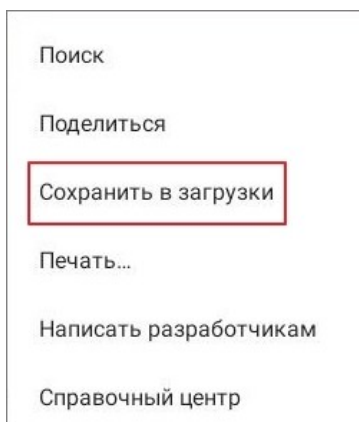 Поиск
Поделиться
Сохранить в загрузки
Печать...
Написать разработчикам
Справочный центр